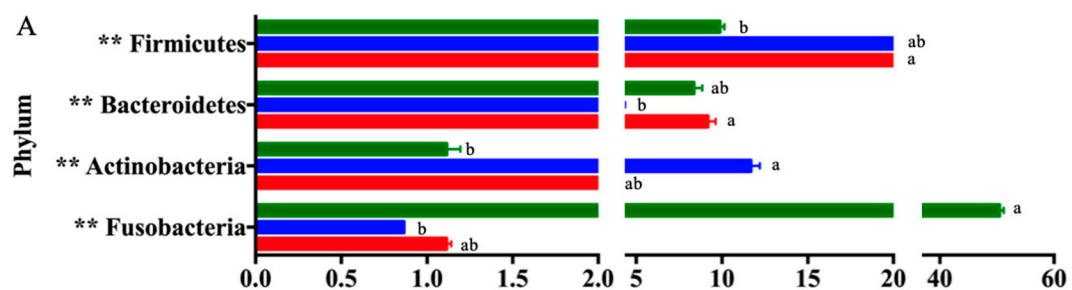 A
b
** Firmicutes
ab
a
ab
** Bacteroidetes
b
a
b
** Actinobacteria
a
ab
a
** Fusobacteria
b
ab
Phylum
0.0 0.5 1.0 1.5 2.0 5 10 15 20 40 60